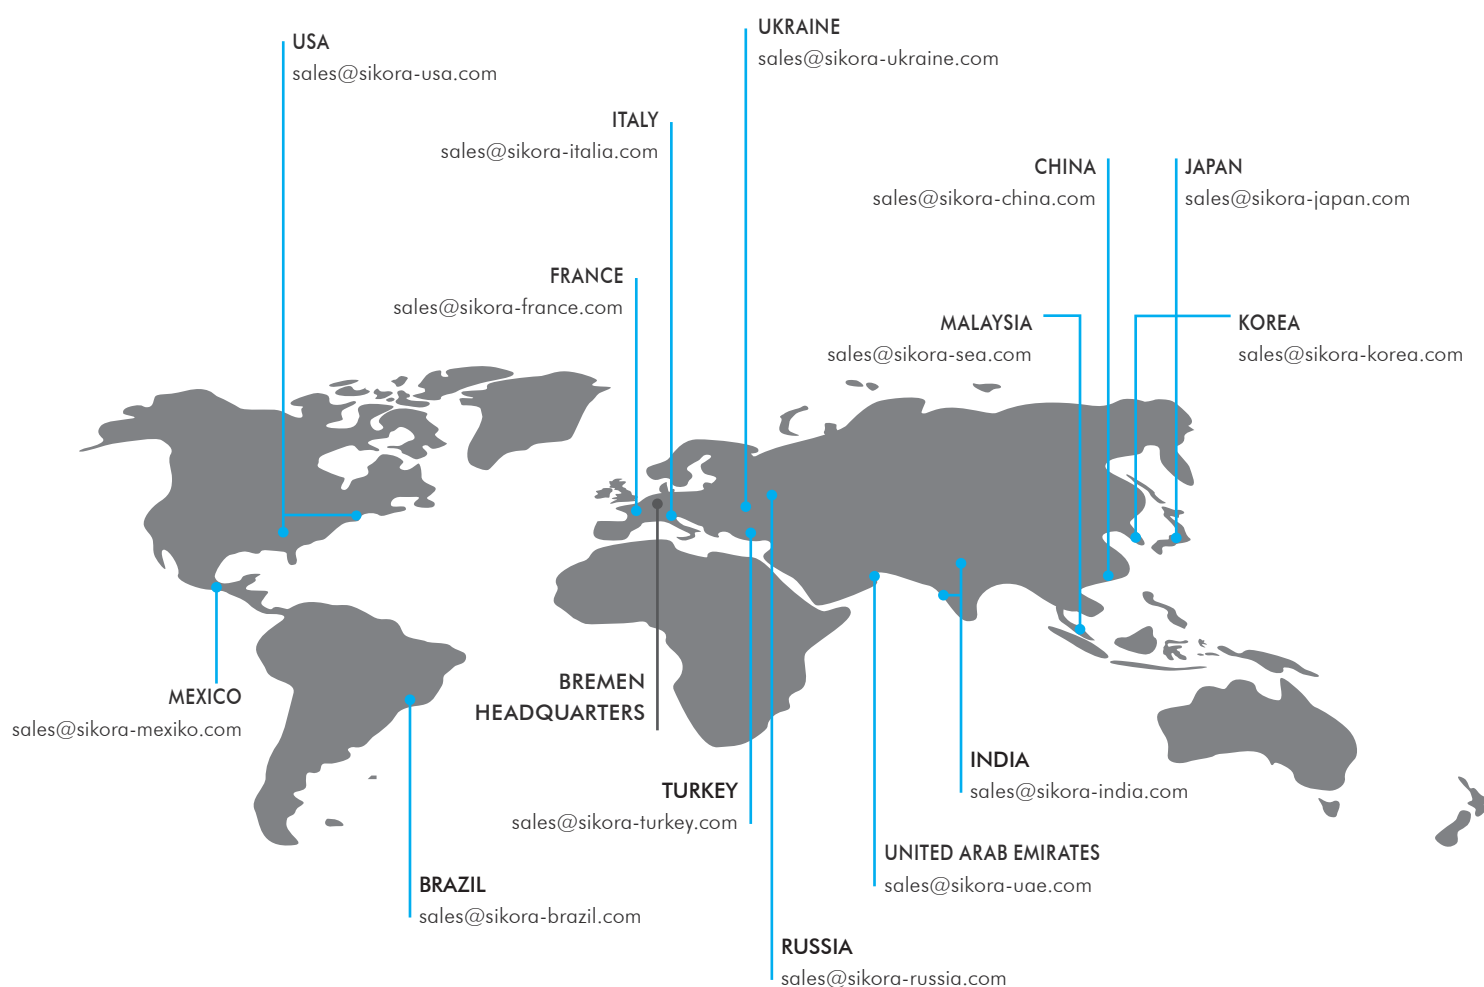 UKRAINE
sales@sikora-ukraine.com
USA
sales@sikora-usa.com
ITALY
sales@sikora-italia.com
CHINA
sales@sikora-china.com
JAPAN
sales@sikora-japan.com
FRANCE
sales@sikora-france.com
MALAYSIA
sales@sikora-sea.com
KOREA
sales@sikora-korea.com
BREMEN
HEADQUARTERS
MEXICO
sales@sikora-mexiko.com
INDIA
sales@sikora-india.com
TURKEY
sales@sikora-turkey.com
UNITED ARAB EMIRATES
sales@sikora-uae.com
BRAZIL
sales@sikora-brazil.com
RUSSIA
sales@sikora-russia.com